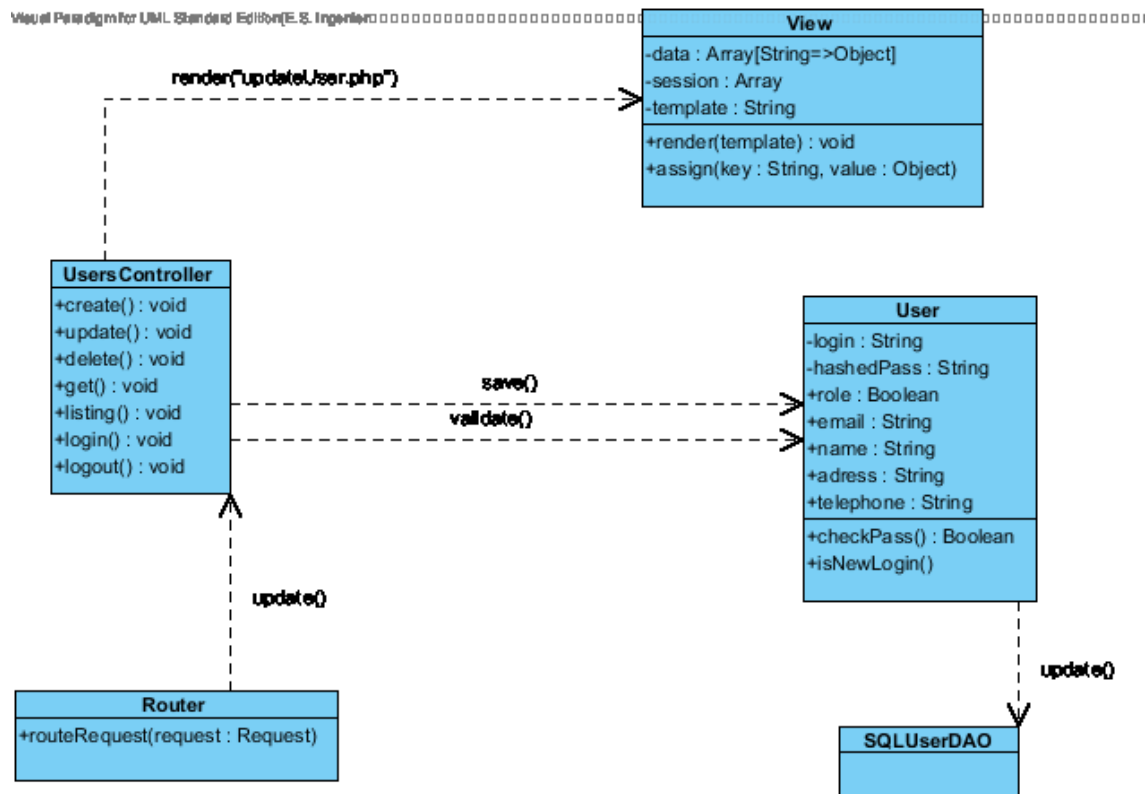 Visual Paradigm for UML Standard Edition(E.S. Ingenier
View
-data : Array[String=>Object]
-session : Array
-template : String
+render(template) : void
+assign(key : String, value : Object)
render("updateUser.php")
UsersController
+create() : void
+update() : void
+delete() : void
+get() : void
+listing() : void
+login() : void
+logout() : void
save()
validate()
User
-login : String
-hashedPass : String
+role : Boolean
+email : String
+name : String
+adress : String
+telephone : String
+checkPass() : Boolean
+isNewLogin()
update()
update()
Router
+routeRequest(request : Request)
SQLUserDAO